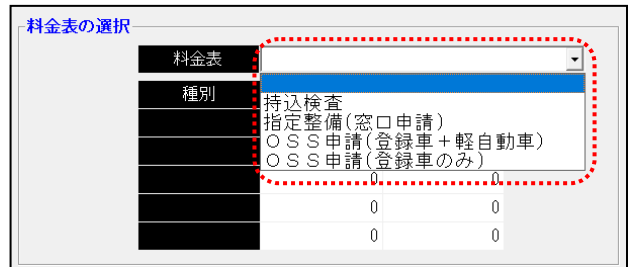 料金表の選択
料金表
種別
持込検査
指定整備(窓口申請)
ＯＳＳ申請(登録車＋軽自動車)
ＯＳＳ申請(登録車のみ)
0 0
0 0
0 0